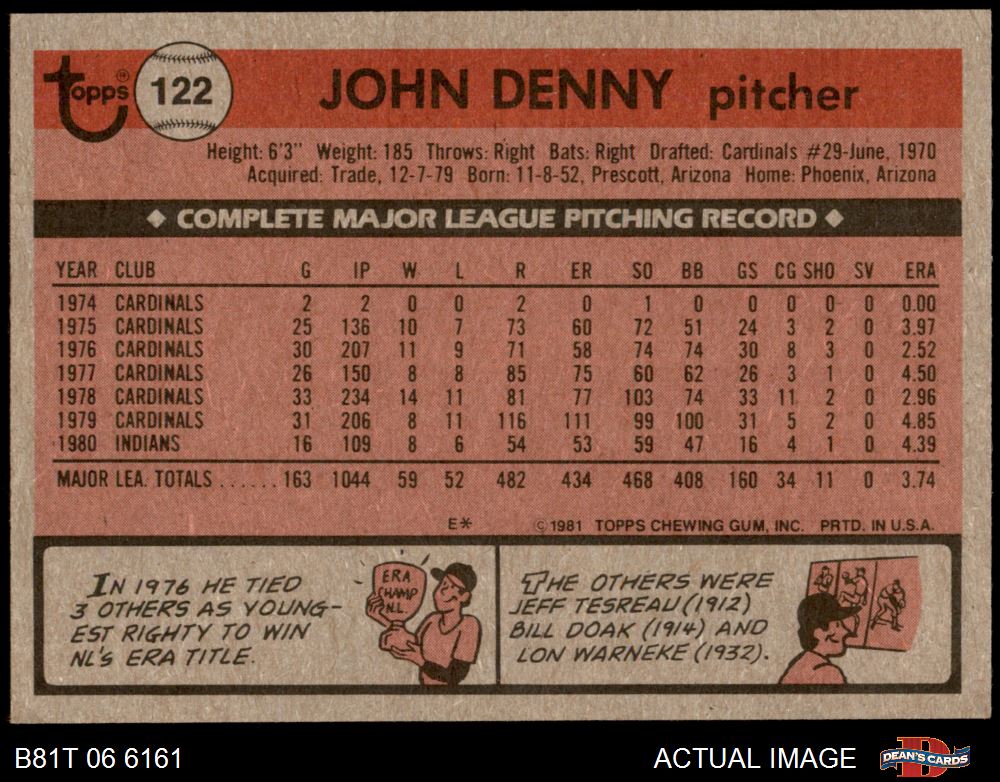 topps® 122 JOHN DENNY pitcher
Height: 6'3" Weight: 185 Throws: Right Bats: Right Drafted: Cardinals #29-June, 1970
Acquired: Trade, 12-7-79 Born: 11-8-52, Prescott, Arizona Home: Phoenix, Arizona
◆ COMPLETE MAJOR LEAGUE PITCHING RECORD ◆
YEAR CLUB G IP W L R ER SO BB GS CG SHO SV ERA
1974 CARDINALS 2 2 0 0 2 0 1 0 0 0 0 0 0.00
1975 CARDINALS 25 136 10 7 73 60 72 51 24 3 2 0 3.97
1976 CARDINALS 30 207 11 9 71 58 74 74 30 8 3 0 2.52
1977 CARDINALS 26 150 8 8 85 75 60 62 26 3 1 0 4.50
1978 CARDINALS 33 234 14 11 81 77 103 74 33 11 2 0 2.96
1979 CARDINALS 31 206 8 11 116 111 99 100 31 5 2 0 4.85
1980 INDIANS 16 109 8 6 54 53 59 47 16 4 1 0 4.39
MAJOR LEA. TOTALS ...... 163 1044 59 52 482 434 468 408 160 34 11 0 3.74
E* © 1981 TOPPS CHEWING GUM, INC. PRTD. IN U.S.A.
IN 1976 HE TIED
3 OTHERS AS YOUNG-
EST RIGHTY TO WIN
NL'S ERA TITLE.
ERA
CHAMP
N.L.
THE OTHERS WERE
JEFF TESREAU (1912)
BILL DOAK (1914) AND
LON WARNEKE (1932).
B81T 06 6161 ACTUAL IMAGE DEAN'S CARDS